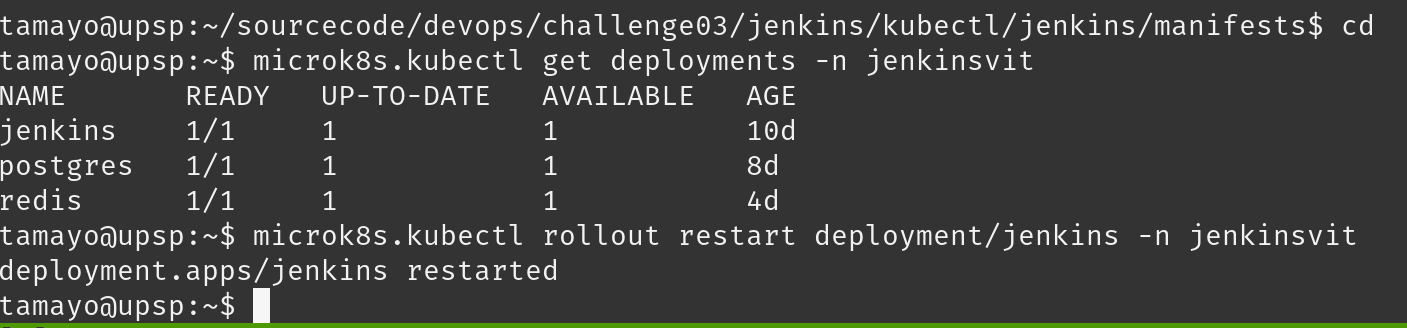 tamayo@upsp:~/sourcecode/devops/challenge03/jenkins/kubectl/jenkins/manifests$ cd
tamayo@upsp:~$ microk8s.kubectl get deployments -n jenkinsvit
NAME       READY   UP-TO-DATE   AVAILABLE   AGE
jenkins    1/1     1            1           10d
postgres   1/1     1            1           8d
redis      1/1     1            1           4d
tamayo@upsp:~$ microk8s.kubectl rollout restart deployment/jenkins -n jenkinsvit
deployment.apps/jenkins restarted
tamayo@upsp:~$